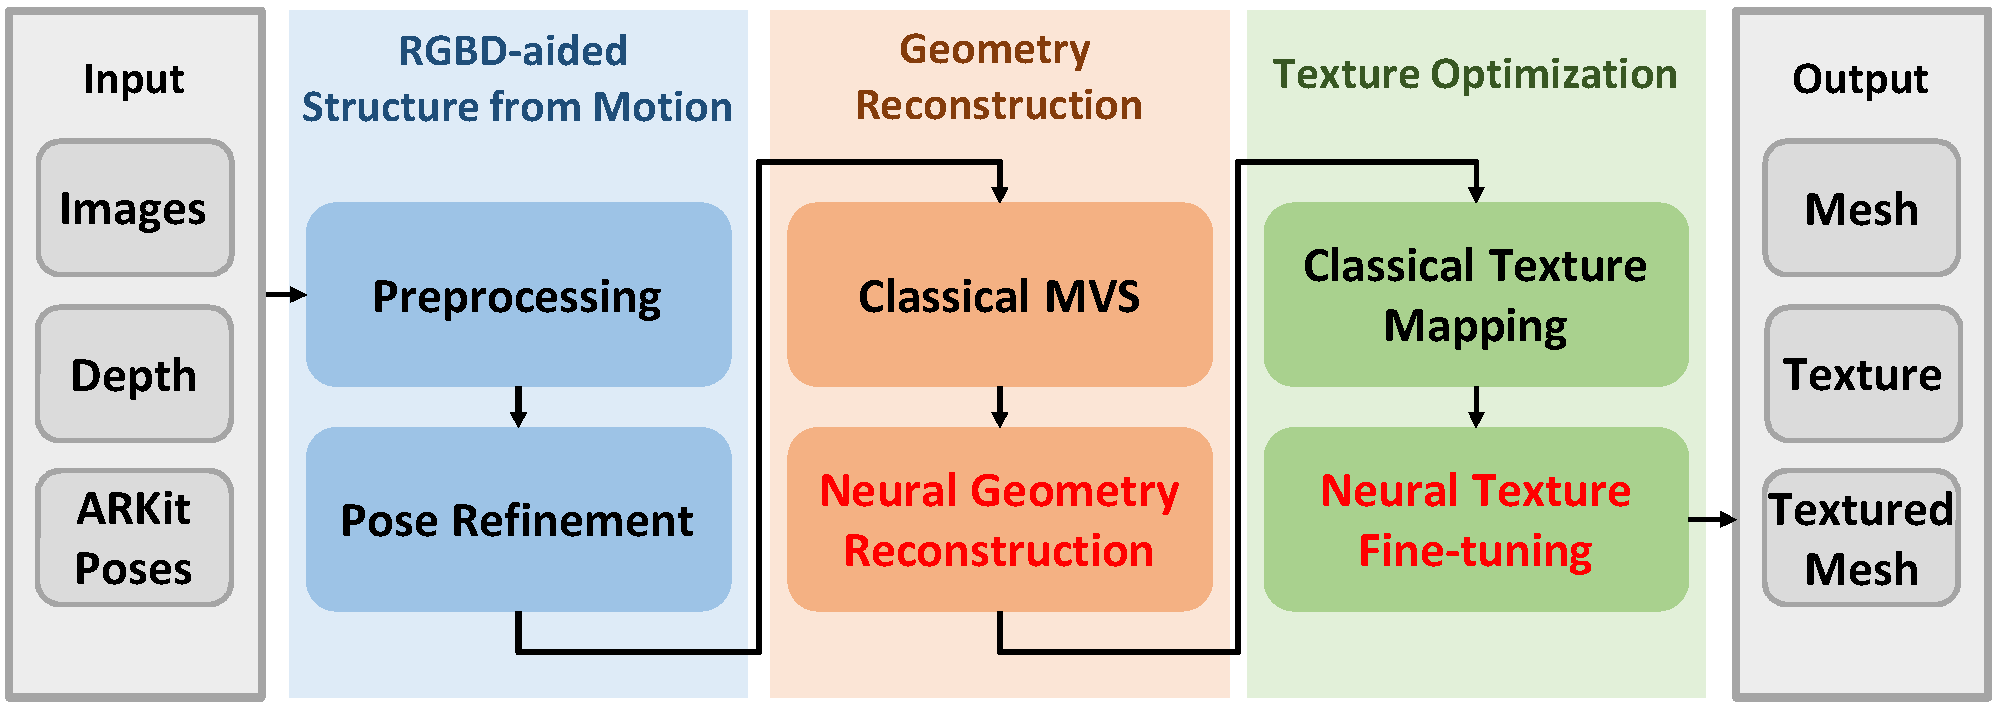 Input
Images
Depth
ARKit
Poses
RGBD-aided
Structure from Motion
Preprocessing
Pose Refinement
Geometry
Reconstruction
Classical MVS
Neural Geometry
Reconstruction
Texture Optimization
Classical Texture
Mapping
Neural Texture
Fine-tuning
Output
Mesh
Texture
Textured
Mesh